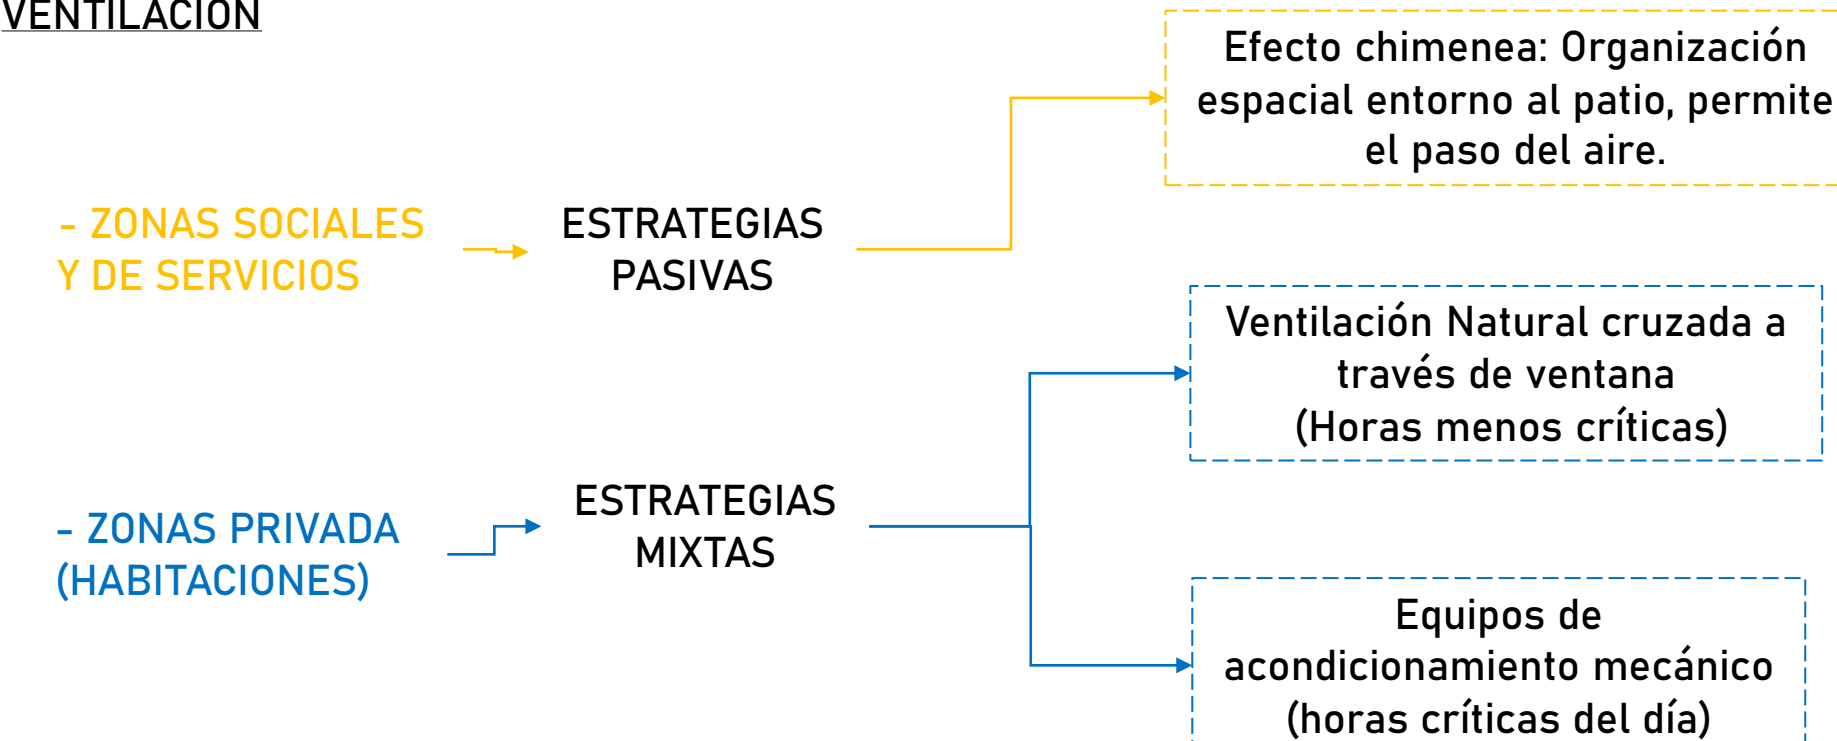 VENTILACIÓN
Efecto chimenea: Organización
espacial entorno al patio, permite
el paso del aire.
- ZONAS SOCIALES
Y DE SERVICIOS
ESTRATEGIAS
PASIVAS
Ventilación Natural cruzada a
través de ventana
(Horas menos críticas)
- ZONAS PRIVADA
(HABITACIONES)
ESTRATEGIAS
MIXTAS
Equipos de
acondicionamiento mecánico
(horas críticas del día)